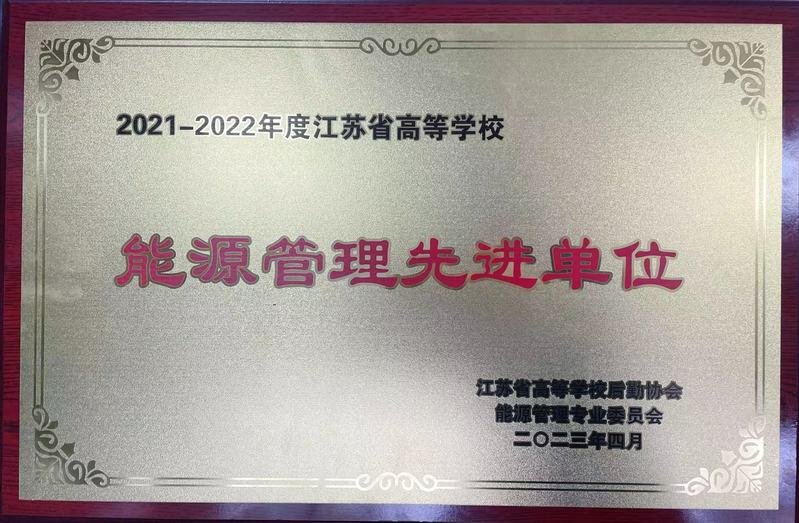 2021-2022年度江苏省高等学校
能源管理先进单位
江苏省高等学校后勤协会
能源管理专业委员会
二〇二三年四月